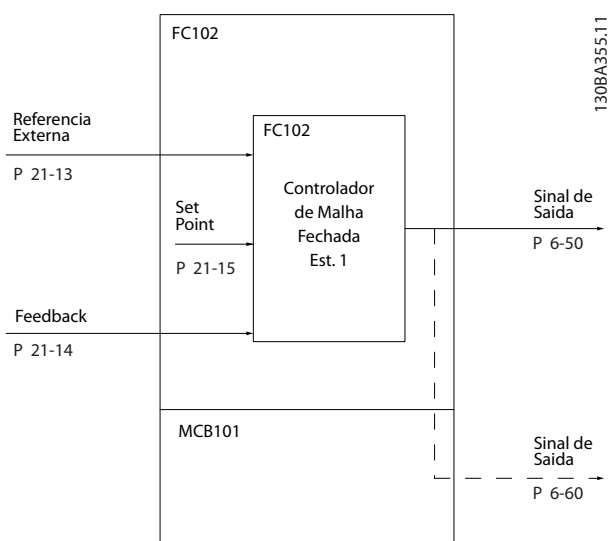 FC102
130BA355.11
Referencia
Externa
P 21-13
FC102
Controlador
de Malha
Fechada
Est. 1
Set
Point
P 21-15
Sinal de
Saida
P 6-50
Feedback
P 21-14
MCB101
Sinal de
Saida
P 6-60